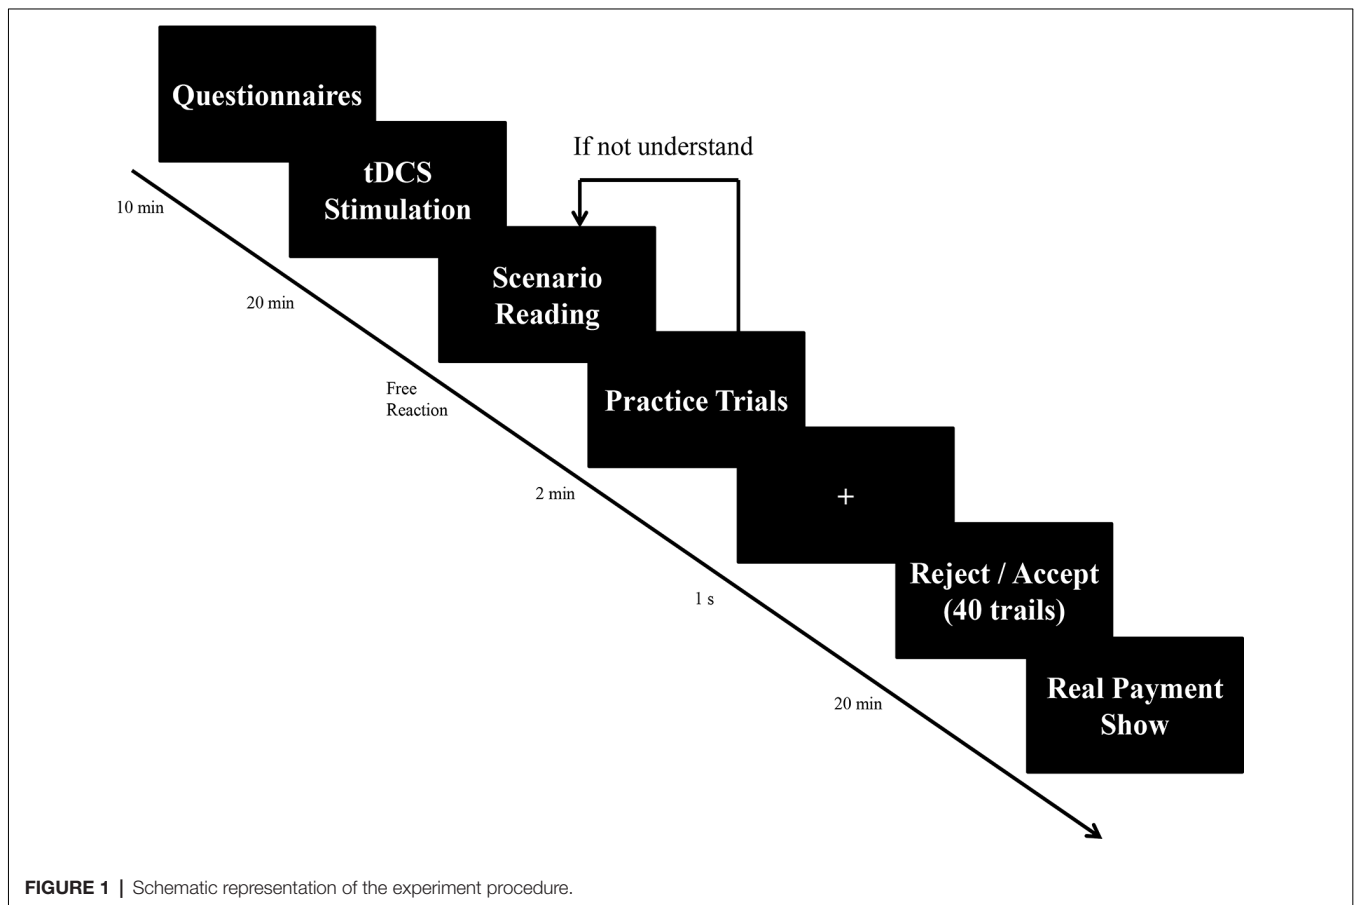 Questionnaires
10 min
tDCS
Stimulation
20 min
If not understand
Scenario
Reading
Free
Reaction
Practice Trials
2 min
+
1 s
Reject / Accept
(40 trails)
20 min
Real Payment
Show
FIGURE 1 | Schematic representation of the experiment procedure.